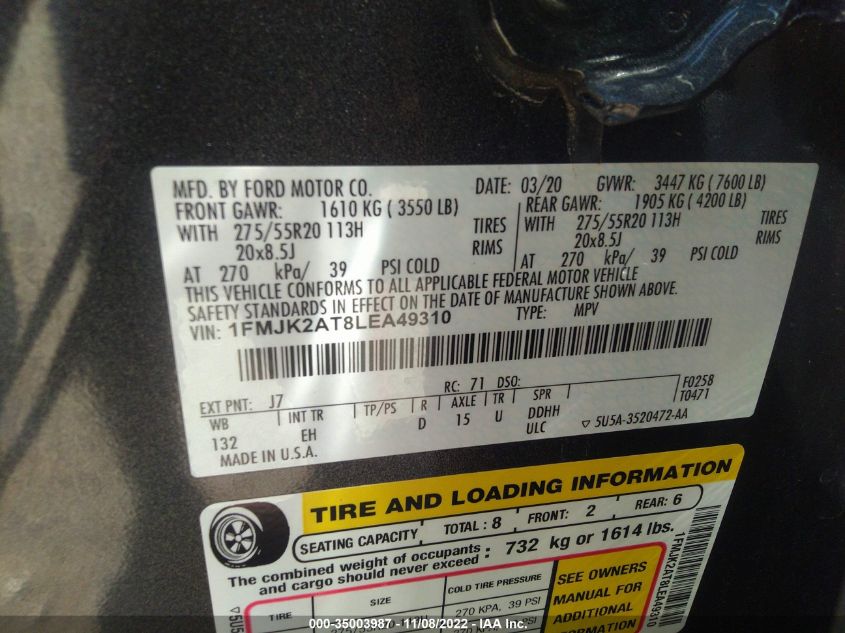 MFD. BY FORD MOTOR CO. DATE: 03/20 GVWR: 3447 KG ( 7600 LB)
FRONT GAWR: 1610 KG ( 3550 LB) REAR GAWR: 1905 KG ( 4200 LB)
WITH 275/55R20 113H TIRES WITH 275/55R20 113H TIRES
20x8.5J RIMS 20x8.5J RIMS
AT 270 kPa/ 39 PSI COLD AT 270 kPa/ 39 PSI COLD
THIS VEHICLE CONFORMS TO ALL APPLICABLE FEDERAL MOTOR VEHICLE
SAFETY STANDARDS IN EFFECT ON THE DATE OF MANUFACTURE SHOWN ABOVE.
VIN: 1FMJK2AT8LEA49310 TYPE: MPV
EXT PNT: J7 RC: 71 DSO: F0258
WB INT TR TP/PS R AXLE TR SPR T0471
132 EH D 15 U DDHH
ULC ▽ 5U5A-3520472-AA
MADE IN U.S.A.
TIRE AND LOADING INFORMATION
SEATING CAPACITY TOTAL : 8 FRONT: 2 REAR: 6
The combined weight of occupants and cargo should never exceed : 732 kg or 1614 lbs.
TIRE SIZE COLD TIRE PRESSURE
270 KPA, 39 PSI
SEE OWNERS
MANUAL FOR
ADDITIONAL
INFORMATION
1FMJK2AT8LEA49310
▽5U5A
000-35003987 - 11/08/2022 - IAA Inc.